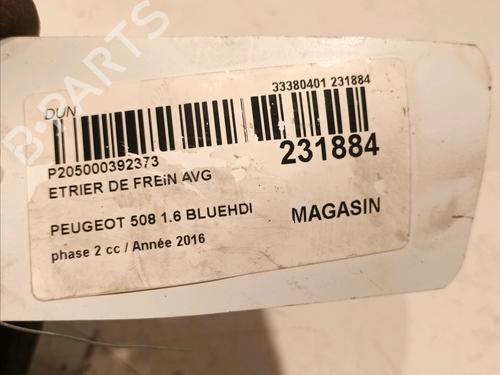 B-PARTS
33380401 231884
DUN
P205000392373
231884
ETRIER DE FREiN AVG
PEUGEOT 508 1.6 BLUEHDI
MAGASIN
phase 2 cc / Année 2016